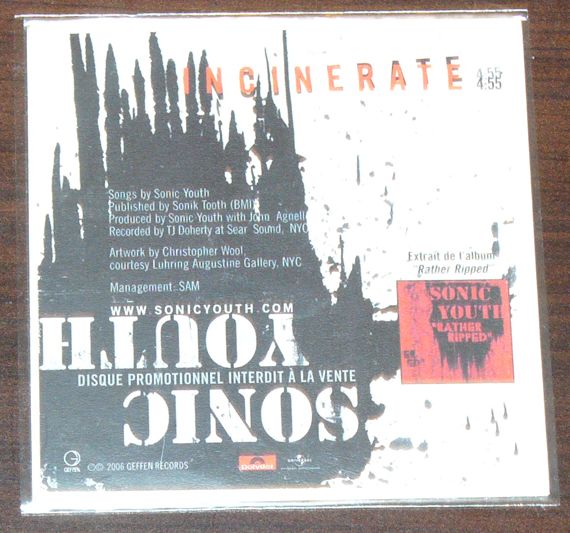 INCINERATE 4:55
Songs by Sonic Youth
Published by Sonik Tooth (BMI)
Produced by Sonic Youth with John Agnell
Recorded by TJ Doherty at Sear Sound, NYC
Artwork by Christopher Wool
courtesy Luhring Augustine Gallery, NYC
Management: SAM
WWW.SONICYOUTH.COM
Extrait de l'album
"Rather Ripped"
SONIC
YOUTH
"RATHER
RIPPED"
YOUTH
DISQUE PROMOTIONNEL INTERDIT À LA VENTE
SONIC
GEFFEN
℗© 2006 GEFFEN RECORDS
Polydor
UNIVERSAL